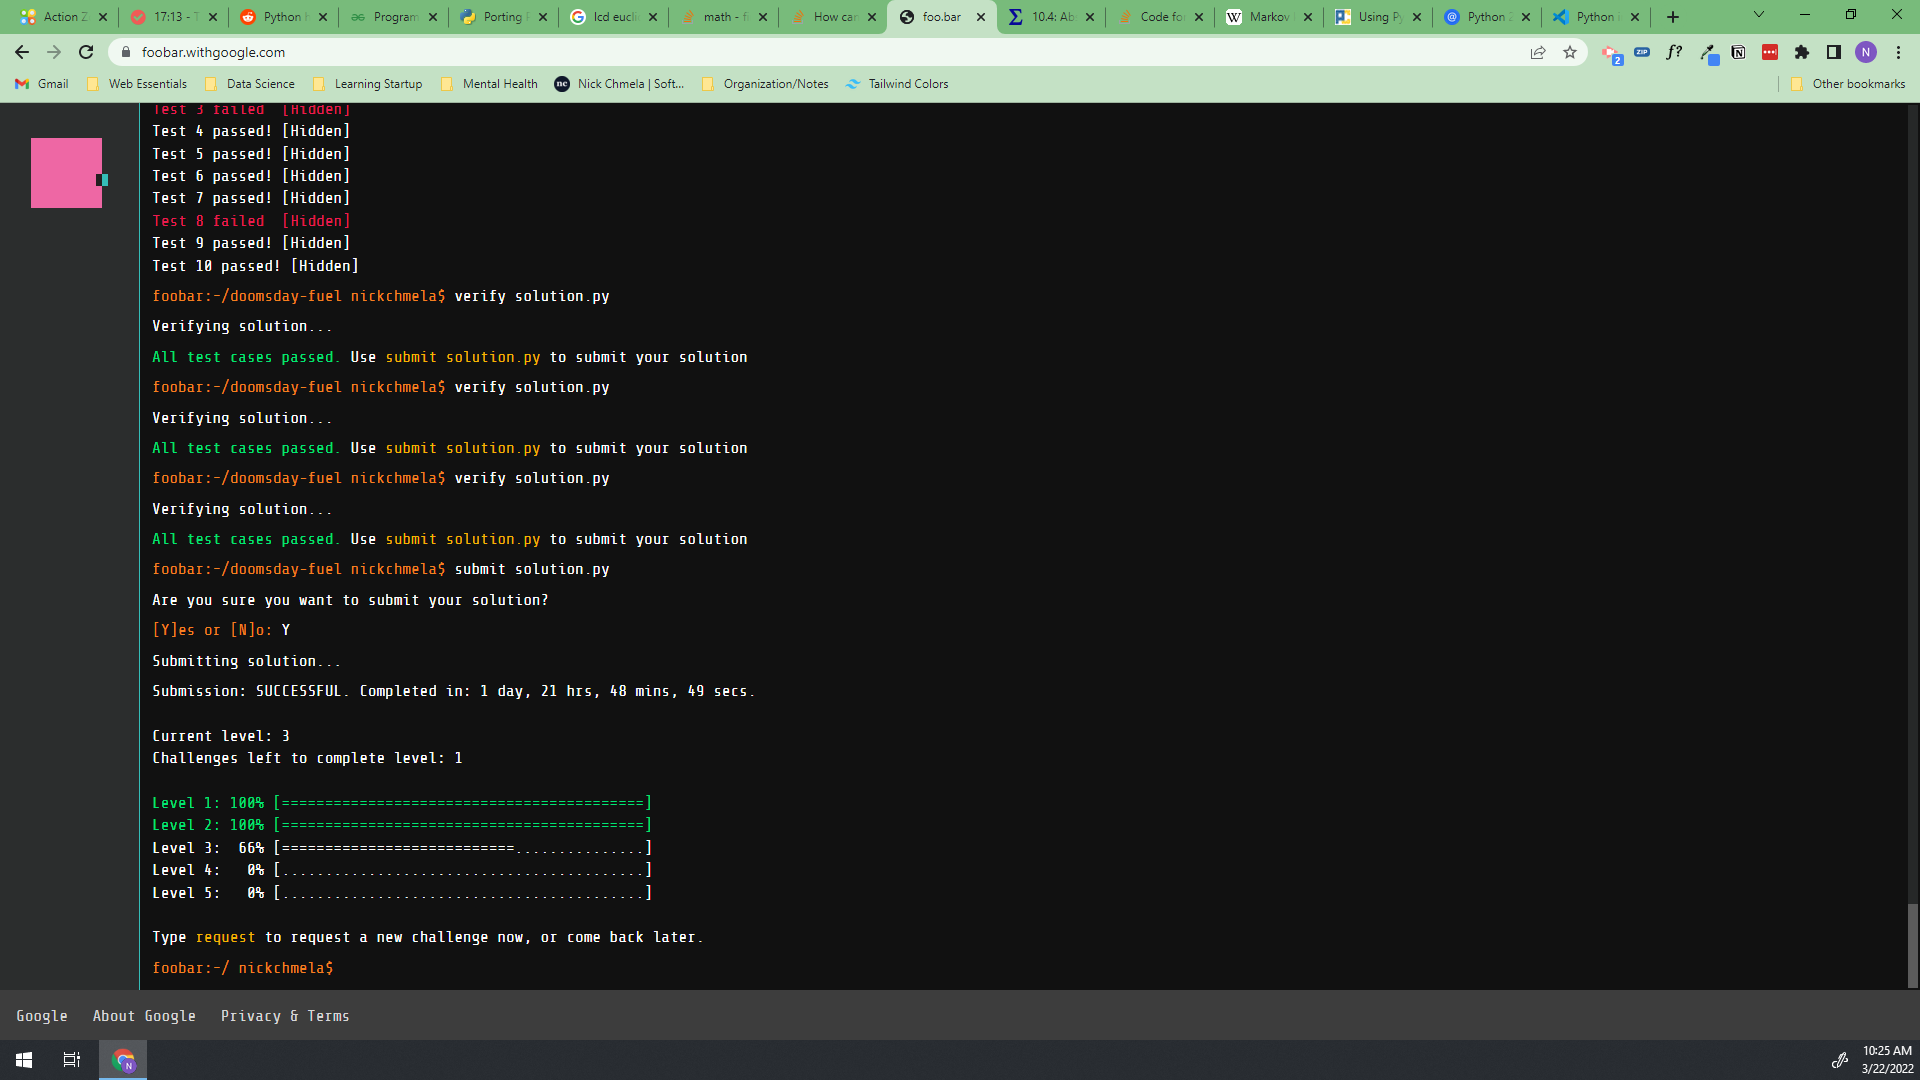 Action Z
17:13 - T
Python h
Program
Porting P
lcd eucli
math - f
How can
foo.bar
10.4: Ab
Code for
Markov
Using Py
Python 2
Python i
foobar.withgoogle.com
2
ZIP
f?
N
Gmail
Web Essentials
Data Science
Learning Startup
Mental Health
nc
Nick Chmela | Soft...
Organization/Notes
Tailwind Colors
Other bookmarks
Test 3 failed [Hidden]
Test 4 passed! [Hidden]
Test 5 passed! [Hidden]
Test 6 passed! [Hidden]
Test 7 passed! [Hidden]
Test 8 failed [Hidden]
Test 9 passed! [Hidden]
Test 10 passed! [Hidden]
foobar:~/doomsday-fuel nickchmela$ verify solution.py
Verifying solution...
All test cases passed. Use submit solution.py to submit your solution
foobar:~/doomsday-fuel nickchmela$ verify solution.py
Verifying solution...
All test cases passed. Use submit solution.py to submit your solution
foobar:~/doomsday-fuel nickchmela$ verify solution.py
Verifying solution...
All test cases passed. Use submit solution.py to submit your solution
foobar:~/doomsday-fuel nickchmela$ submit solution.py
Are you sure you want to submit your solution?
[Y]es or [N]o: Y
Submitting solution...
Submission: SUCCESSFUL. Completed in: 1 day, 21 hrs, 48 mins, 49 secs.
Current level: 3
Challenges left to complete level: 1
Level 1: 100% [==========================================]
Level 2: 100% [==========================================]
Level 3: 66% [===========================...............]
Level 4: 0% [..........................................]
Level 5: 0% [..........................................]
Type request to request a new challenge now, or come back later.
foobar:~/ nickchmela$
Google About Google Privacy & Terms
N
10:25 AM
3/22/2022